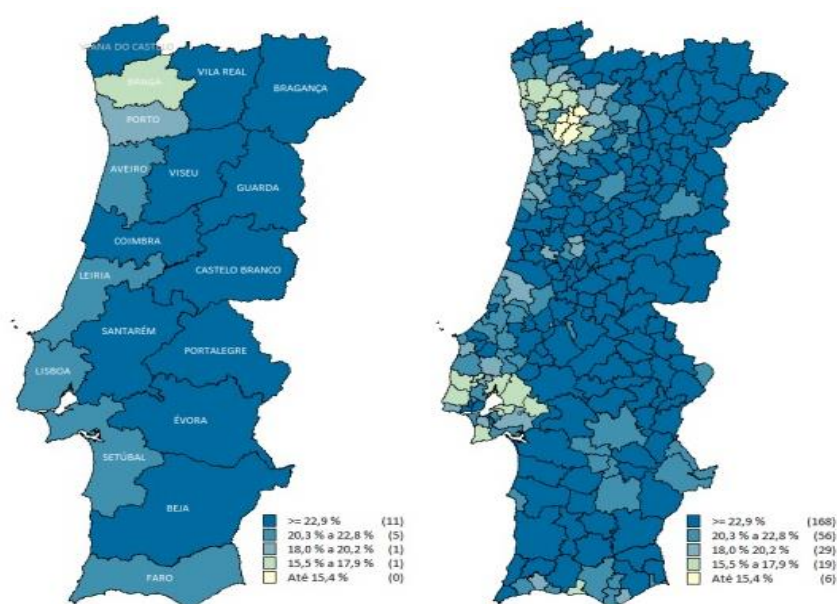 VIANA DO CASTELO
BRAGA
VILA REAL
BRAGANÇA
PORTO
AVEIRO
VISEU
GUARDA
COIMBRA
LEIRIA
CASTELO BRANCO
SANTARÉM
PORTALEGRE
LISBOA
ÉVORA
SETÚBAL
BEJA
FARO
>= 22,9 % (11)
20,3 % a 22,8 % (5)
18,0 % a 20,2 % (1)
15,5 % a 17,9 % (1)
Até 15,4 % (0)
>= 22,9 % (168)
20,3 % a 22,8 % (56)
18,0 % 20,2 % (29)
15,5 % a 17,9 % (19)
Até 15,4 % (6)